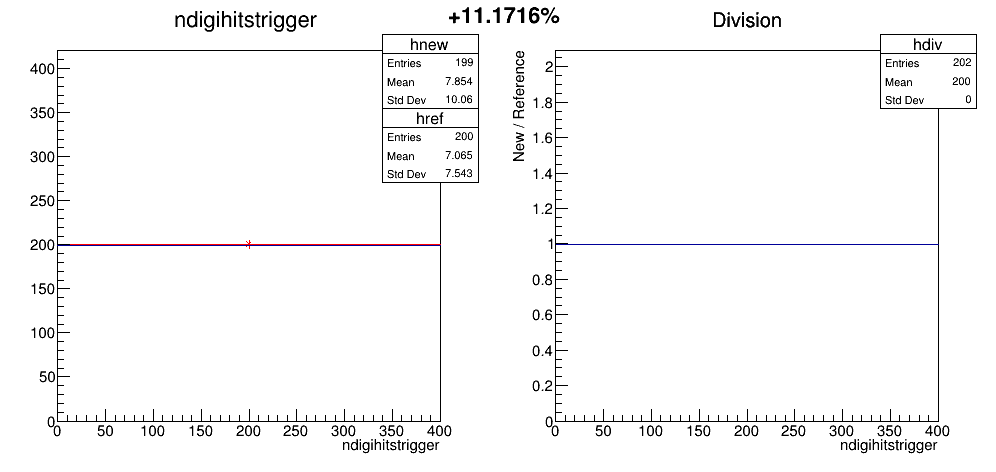 +11.1716%
ndigihitstrigger
hnew
Entries 199
Mean 7.854
Std Dev 10.06
href
Entries 200
Mean 7.065
Std Dev 7.543
400
350
300
250
200
150
100
50
0
0 50 100 150 200 250 300 350 400
ndigihitstrigger
Division
hdiv
Entries 202
Mean 200
Std Dev 0
New / Reference
2
1.8
1.6
1.4
1.2
1
0.8
0.6
0.4
0.2
0
0 50 100 150 200 250 300 350 400
ndigihitstrigger